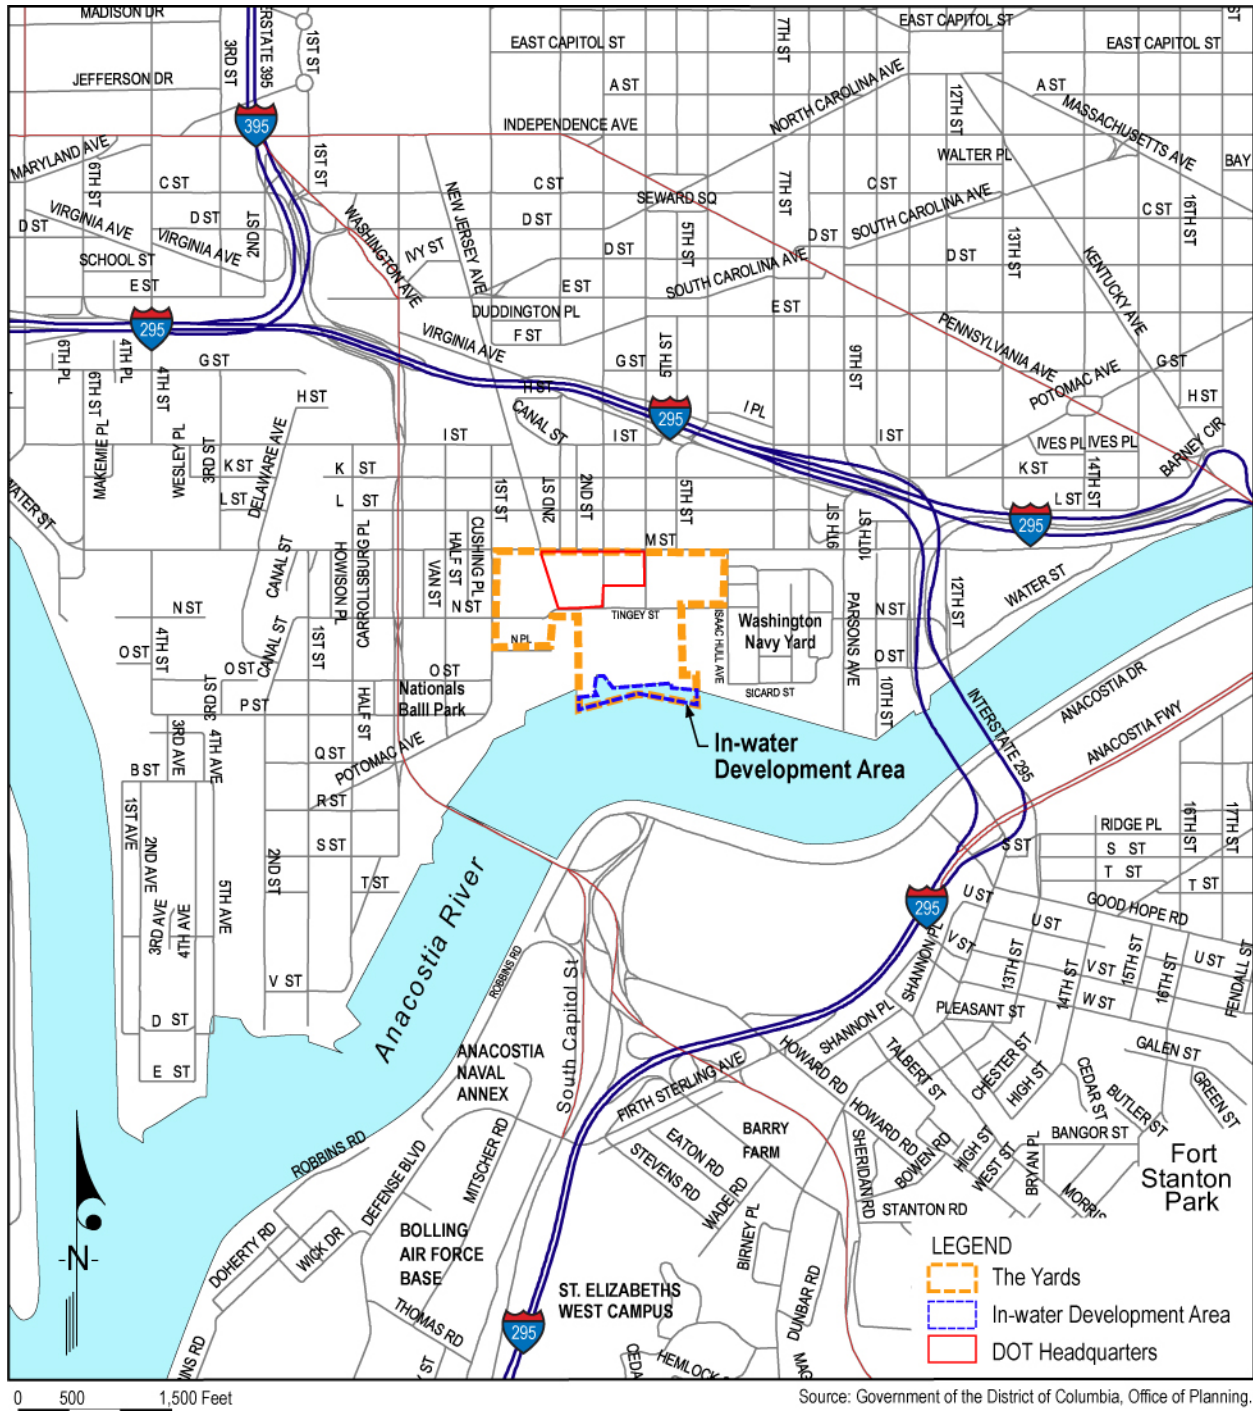 MADISON DR
JEFFERSON DR
3RD ST
ERSTATE 395
1ST ST
EAST CAPITOL ST
7TH ST
EAST CAPITOL ST
EAST CAPITOL ST
A ST
NORTH CAROLINA AVE
12TH ST
A ST
MASSACHUSETTS AVE
395
INDEPENDENCE AVE
MARYLAND AVE
6TH ST
1ST ST
WALTER PL
BAY
C ST
C ST
SEWARD SQ
7TH ST
C ST
SOUTH CAROLINA AVE
C ST
16TH ST
D ST
VIRGINIA AVE
D ST
2ND ST
WASHINGTON AVE
NEW JERSEY AVE
D ST
5TH ST
D ST
13TH ST
VIRGINIA AVE
IVY ST
D ST
D ST
KENTUCKY AVE
SCHOOL ST
E ST
E ST
SOUTH CAROLINA AVE
E ST
DUDDINGTON PL
F ST
PENNSYLVANIA AVE
295
VIRGINIA AVE
6TH PL
4TH PL
G ST
G ST
5TH ST
9TH ST
G ST
POTOMAC AVE
6TH ST
4TH ST
H ST
H ST
H ST
295
CANAL ST
I PL
MAKEMIE PL
WESLEY PL
3RD ST
DELAWARE AVE
I ST
I ST
I ST
IVES PL
IVES PL
BARNEY CIR
K ST
K ST
K ST
14TH ST
WATER ST
L ST
L ST
1ST ST
2ND ST
2ND ST
5TH ST
L ST
295
9TH ST
10TH ST
M ST
CANAL ST
HOWISON PL
CARROLLSBURG PL
VAN ST
HALF ST
CUSHING PL
12TH ST
WATER ST
N ST
N ST
TINGEY ST
Washington
Navy Yard
PARSONS AVE
N ST
ISAAC HULL AVE
N PL
4TH ST
O ST
O ST
CANAL ST
1ST ST
O ST
O ST
SICARD ST
10TH ST
3RD ST
P ST
HALF ST
Nationals
Balll Park
ANACOSTIA DR
INTERSTATE 295
ANACOSTIA FWY
3RD AVE
4TH AVE
Q ST
POTOMAC AVE
In-water
Development Area
B ST
1ST AVE
R ST
16TH ST
17TH ST
2ND AVE
S ST
RIDGE PL
S ST
S ST
2ND ST
T ST
T ST
T ST
3RD AVE
4TH AVE
5TH AVE
Anacostia River
295
U ST
GOOD HOPE RD
U ST
SHANNON PL
V ST
13TH ST
14TH ST
V ST
15TH ST
16TH ST
U ST
FENDALL ST
V ST
ROBBINS RD
South Capitol St
W ST
PLEASANT ST
D ST
SHANNON PL
E ST
ANACOSTIA
NAVAL
ANNEX
HOWARD RD
TALBERT ST
CHESTER ST
HIGH ST
GALEN ST
GREEN ST
CEDAR ST
BUTLER ST
FIRTH STERLING AVE
HOWARD RD
BARRY
FARM
BANGOR ST
ROBBINS RD
DEFENSE BLVD
MITSCHER RD
EATON RD
STEVENS RD
WADE RD
SHERIDAN RD
BOWEN RD
HIGH ST
WEST ST
BRYAN PL
MORRIS
Fort
Stanton
Park
STANTON RD
BIRNEY PL
DOHERTY RD
WICK DR
BOLLING
AIR FORCE
BASE
-N-
ST. ELIZABETHS
WEST CAMPUS
DUNBAR RD
THOMAS RD
295
LEGEND
The Yards
In-water Development Area
DOT Headquarters
HEMLOCK
CEDA
MAG
INS RD
ST
0 500 1,500 Feet
Source: Government of the District of Columbia, Office of Planning.